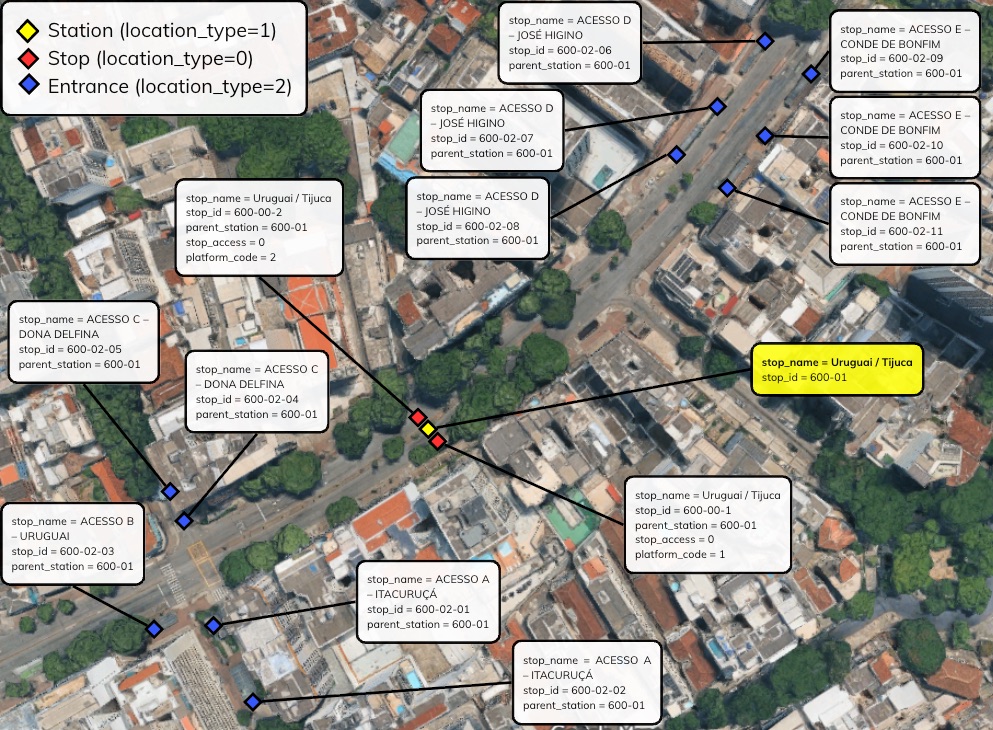 Station (location_type=1)
Stop (location_type=0)
Entrance (location_type=2)
stop_name = ACESSO D
– JOSÉ HIGINO
stop_id = 600-02-06
parent_station = 600-01
stop_name = ACESSO E –
CONDE DE BONFIM
stop_id = 600-02-09
parent_station = 600-01
stop_name = ACESSO D
– JOSÉ HIGINO
stop_id = 600-02-07
parent_station = 600-01
stop_name = ACESSO E –
CONDE DE BONFIM
stop_id = 600-02-10
parent_station = 600-01
stop_name = Uruguai / Tijuca
stop_id = 600-00-2
parent_station = 600-01
stop_access = 0
platform_code = 2
stop_name = ACESSO D
– JOSÉ HIGINO
stop_id = 600-02-08
parent_station = 600-01
stop_name = ACESSO E –
CONDE DE BONFIM
stop_id = 600-02-11
parent_station = 600-01
stop_name = ACESSO C –
DONA DELFINA
stop_id = 600-02-05
parent_station = 600-01
stop_name = ACESSO C
– DONA DELFINA
stop_id = 600-02-04
parent_station = 600-01
stop_name = Uruguai / Tijuca
stop_id = 600-01
stop_name = Uruguai / Tijuca
stop_id = 600-00-1
parent_station = 600-01
stop_access = 0
platform_code = 1
stop_name = ACESSO B
– URUGUAI
stop_id = 600-02-03
parent_station = 600-01
stop_name = ACESSO A
– ITACURUÇÁ
stop_id = 600-02-01
parent_station = 600-01
stop_name = ACESSO A
– ITACURUÇÁ
stop_id = 600-02-02
parent_station = 600-01